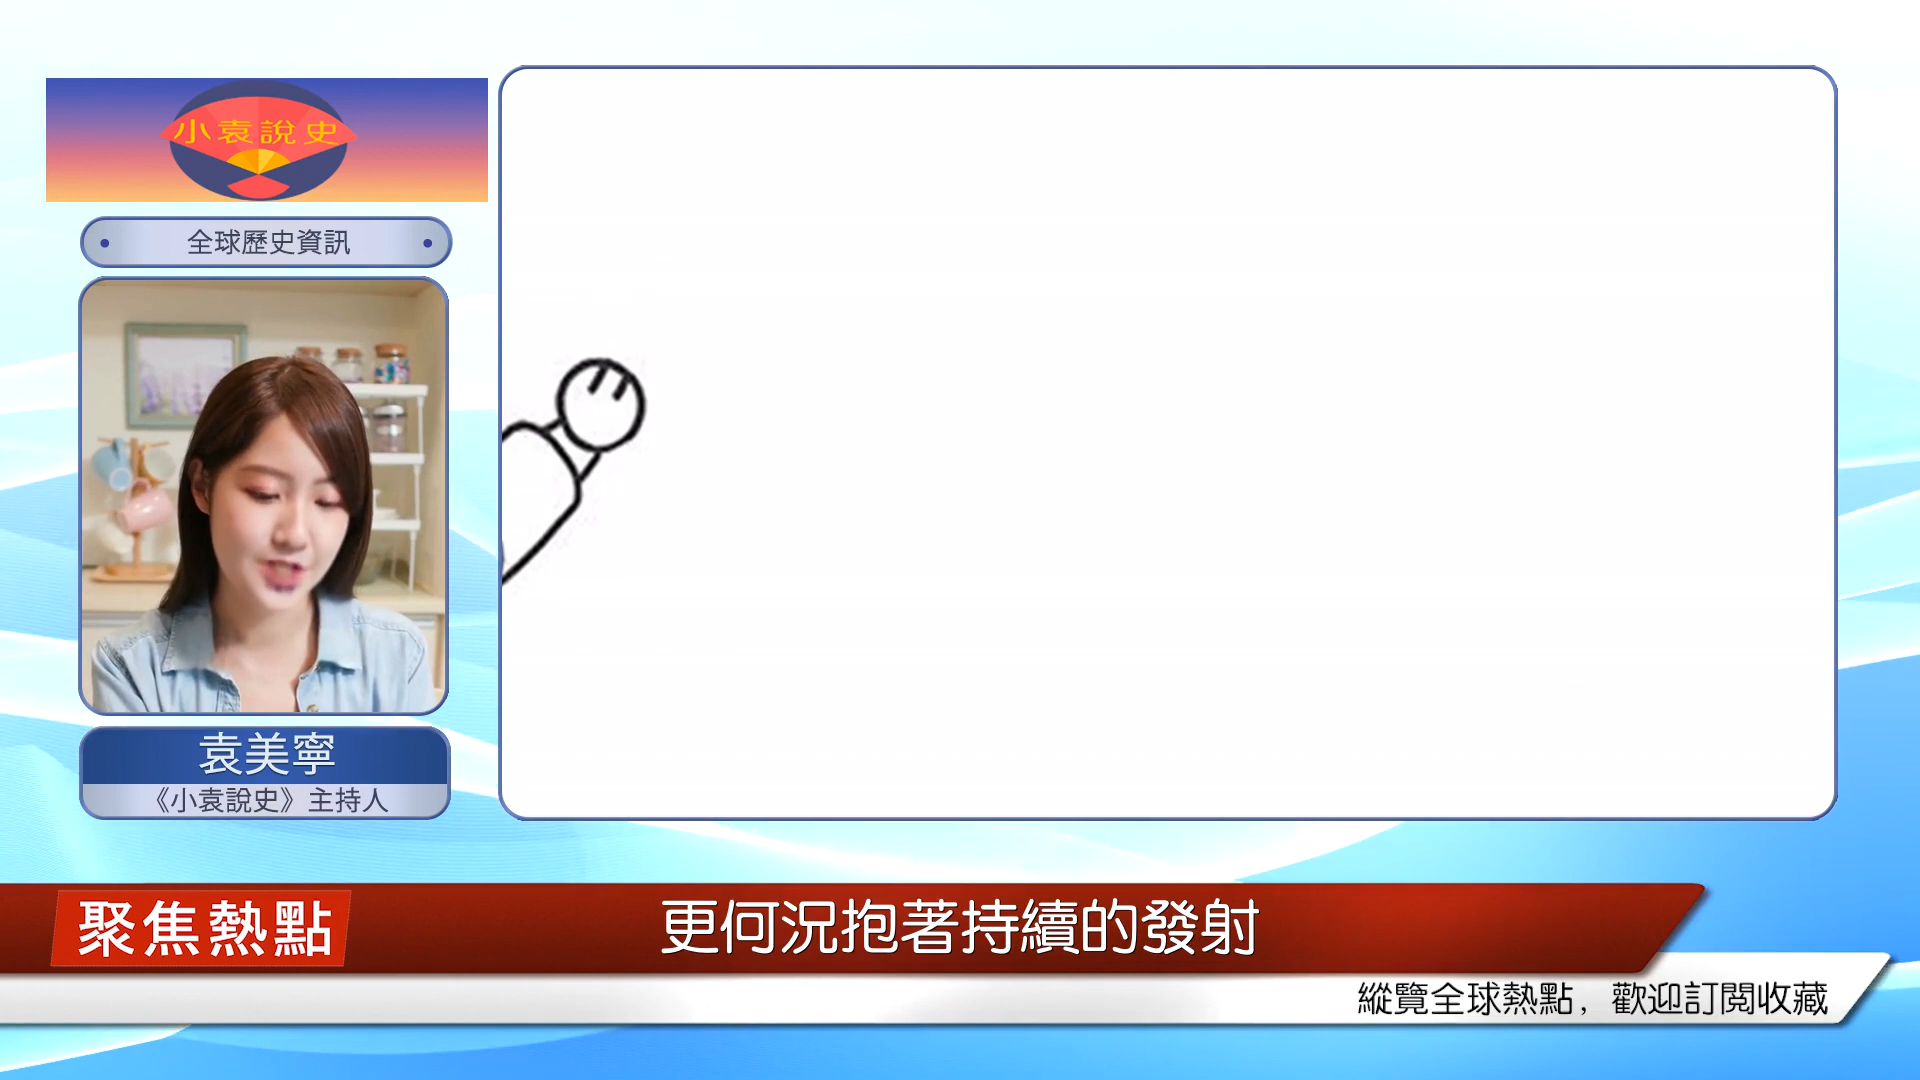 小袁說史
全球歷史資訊
袁美寧
《小袁說史》主持人
聚焦熱點
更何況抱著持續的發射
縱覽全球熱點，歡迎訂閱收藏